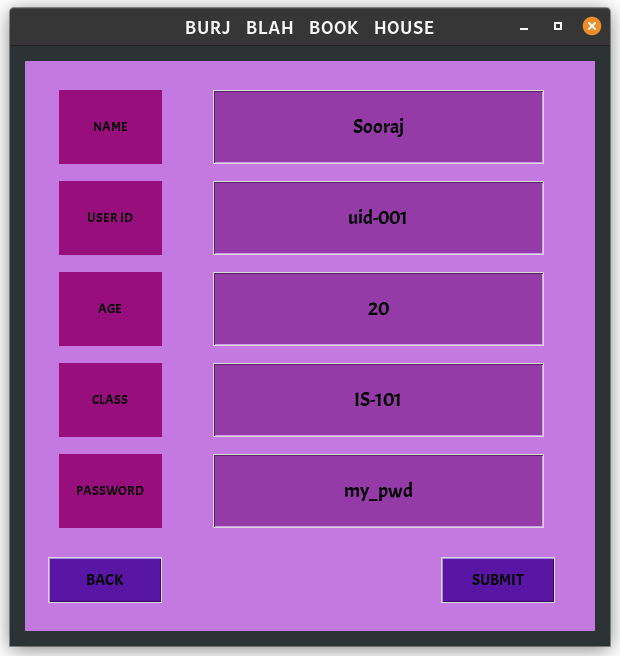 BURJ BLAH BOOK HOUSE
NAME
Sooraj
USER ID
uid-001
AGE
20
CLASS
IS-101
PASSWORD
my_pwd
BACK
SUBMIT